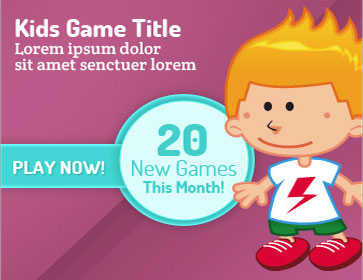 Kids Game Title
Lorem ipsum dolor
sit amet senctuer lorem
PLAY NOW!
20
New Games
This Month!